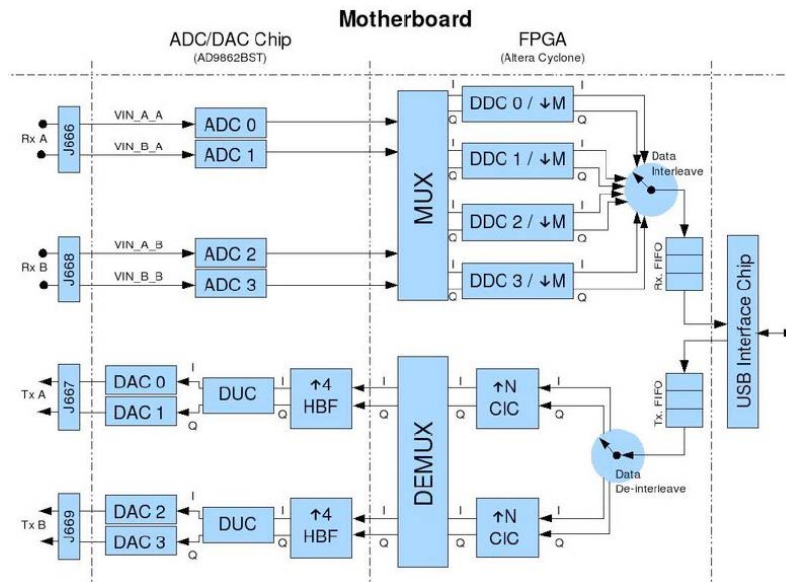 Motherboard
ADC/DAC Chip
(AD9862BST)
FPGA
(Altera Cyclone)
Rx A
J666
VIN_A_A
VIN_B_A
ADC 0
ADC 1
Rx B
J668
VIN_A_B
VIN_B_B
ADC 2
ADC 3
MUX
I
Q
DDC 0 / ↓M
I
Q
I
Q
DDC 1 / ↓M
I
Q
I
Q
DDC 2 / ↓M
I
Q
I
Q
DDC 3 / ↓M
I
Q
Data
Interleave
Rx. FIFO
USB Interface Chip
Tx. FIFO
Data
De-interleave
Tx A
J667
DAC 0
DAC 1
I
Q
DUC
I
Q
↑4
HBF
DEMUX
I
Q
I
Q
↑N
CIC
I
Q
Tx B
J669
DAC 2
DAC 3
I
Q
DUC
I
Q
↑4
HBF
I
Q
I
Q
↑N
CIC
I
Q